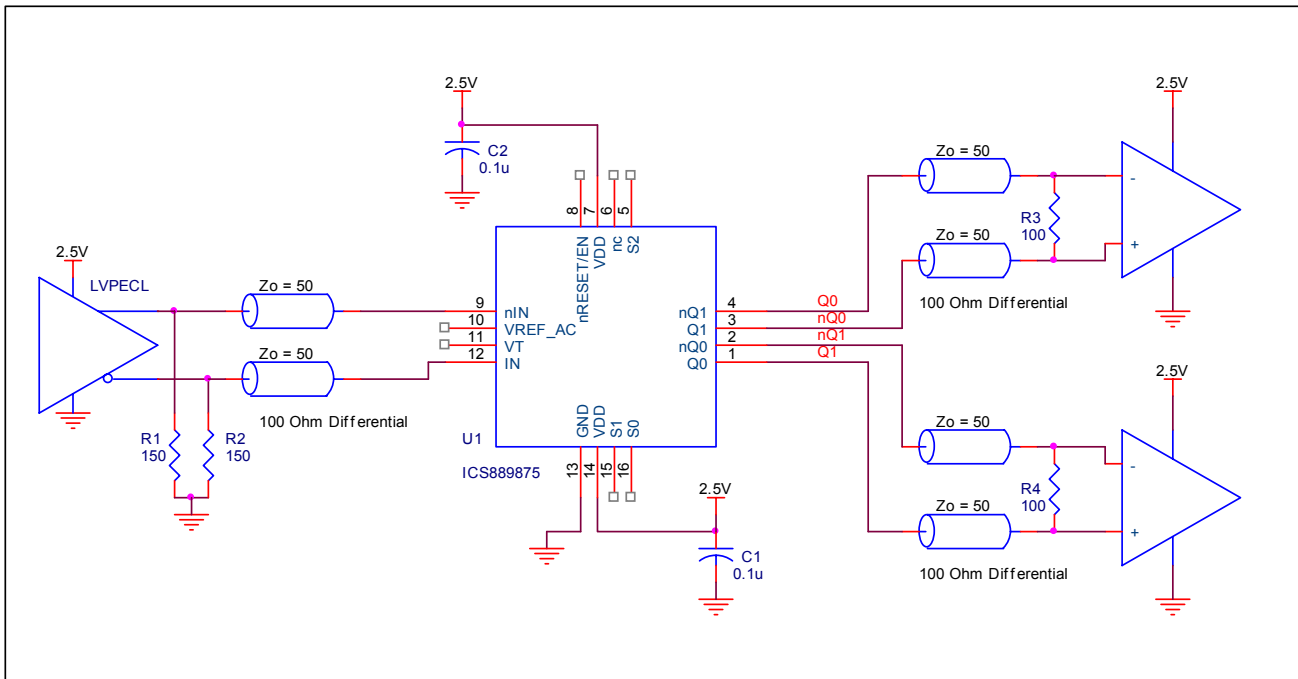 2.5V
C2
0.1u
8
7
6
5
nRESET/EN
VDD
nc
S2
2.5V
LVPECL
Zo = 50
Zo = 50
100 Ohm Differential
R1
150
R2
150
9
10
11
12
nIN
VREF_AC
VT
IN
nQ1
Q1
nQ0
Q0
4
3
2
1
Q0
nQ0
nQ1
Q1
GND
VDD
S1
S0
13
14
15
16
U1
ICS889875
2.5V
C1
0.1u
2.5V
Zo = 50
Zo = 50
R3
100
-
+
100 Ohm Differential
2.5V
Zo = 50
Zo = 50
R4
100
-
+
100 Ohm Differential